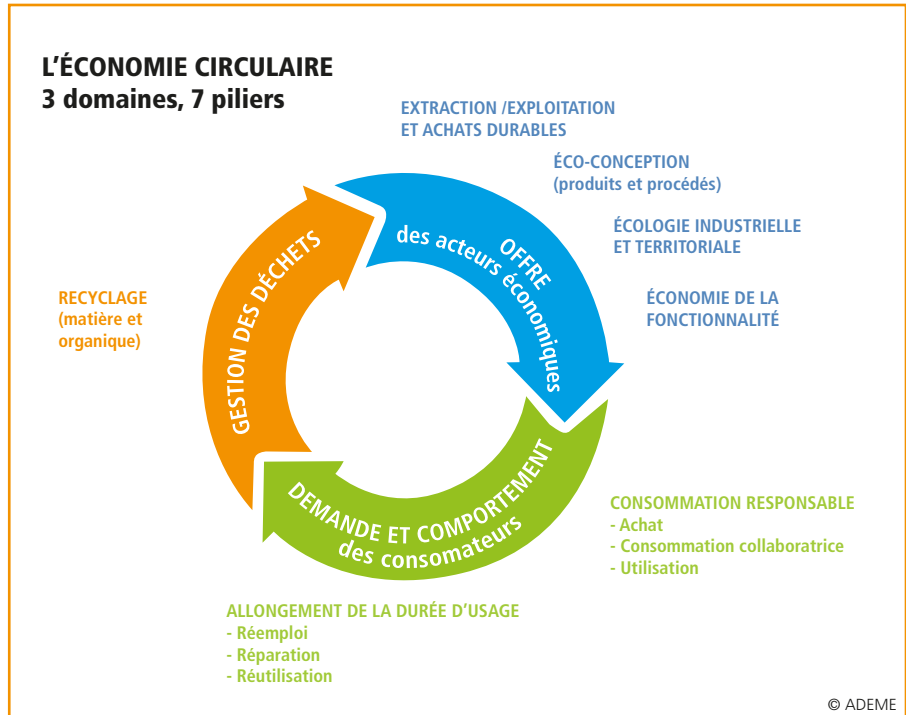 L'ÉCONOMIE CIRCULAIRE
3 domaines, 7 piliers
EXTRACTION /EXPLOITATION
ET ACHATS DURABLES
ÉCO-CONCEPTION
(produits et procédés)
ÉCOLOGIE INDUSTRIELLE
ET TERRITORIALE
ÉCONOMIE DE LA
FONCTIONNALITÉ
OFFRE
des acteurs économiques
RECYCLAGE
(matière et
organique)
GESTION DES DÉCHETS
DEMANDE ET COMPORTEMENT
des consomateurs
CONSOMMATION RESPONSABLE
- Achat
- Consommation collaboratrice
- Utilisation
ALLONGEMENT DE LA DURÉE D'USAGE
- Réemploi
- Réparation
- Réutilisation
© ADEME